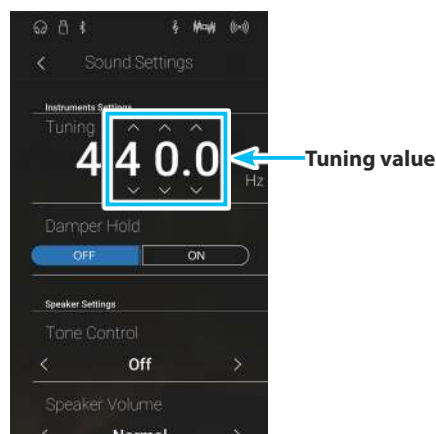 Sound Settings
Instruments Settings
Tuning
440.0
Hz
Tuning value
Damper Hold
OFF ON
Speaker Settings
Tone Control
Off
Speaker Volume
Normal